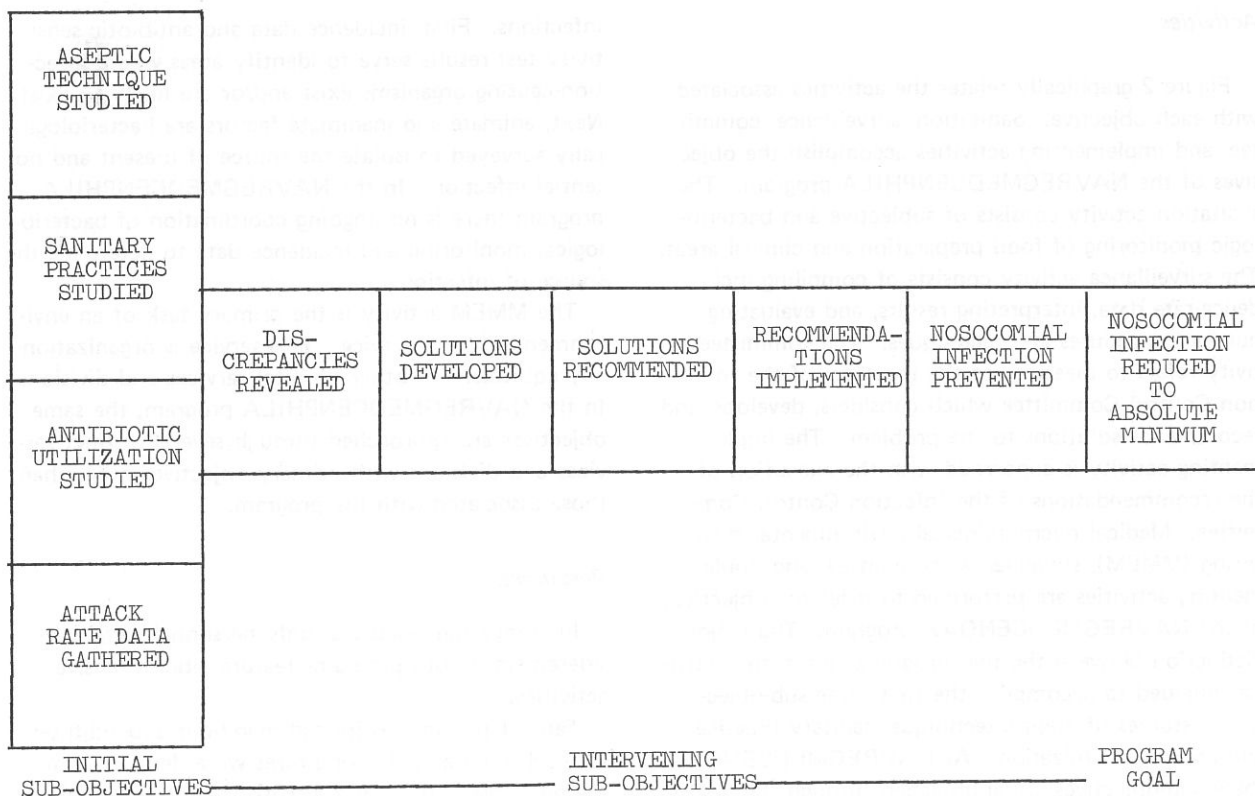 ASEPTIC
TECHNIQUE
STUDIED
SANITARY
PRACTICES
STUDIED
ANTIBIOTIC
UTILIZATION
STUDIED
ATTACK
RATE DATA
GATHERED
DIS-
CREPANCIES
REVEALED
SOLUTIONS
DEVELOPED
SOLUTIONS
RECOMMENDED
RECOMMENDA-
TIONS
IMPLEMENTED
NOSOCOMIAL
INFECTION
PREVENTED
NOSOCOMIAL
INFECTION
REDUCED
TO
ABSOLUTE
MINIMUM
INITIAL
SUB-OBJECTIVES
INTERVENING
SUB-OBJECTIVES
PROGRAM
GOAL